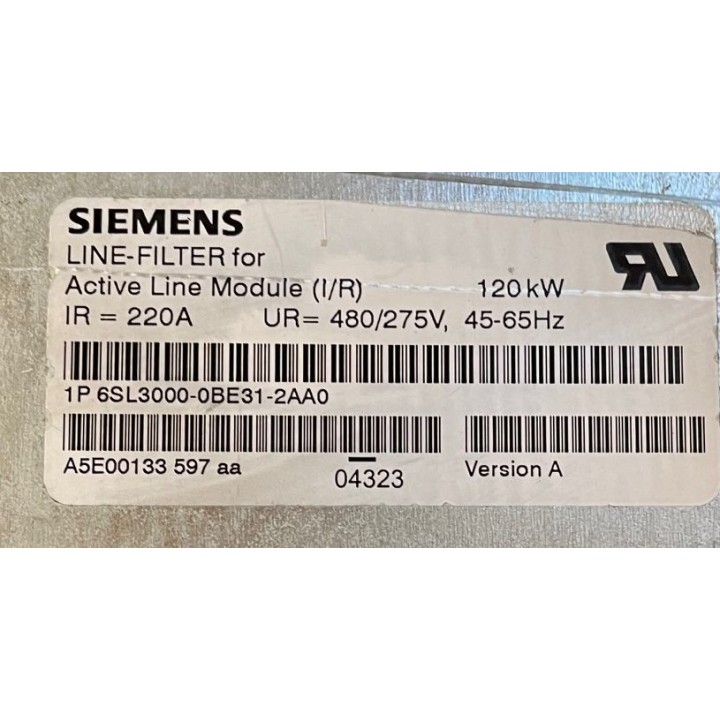 SIEMENS
LINE-FILTER for
Active Line Module (I/R) 120 kW
IR = 220A UR= 480/275V, 45-65Hz
1P 6SL3000-0BE31-2AA0
A5E00133 597 aa 04323 Version A